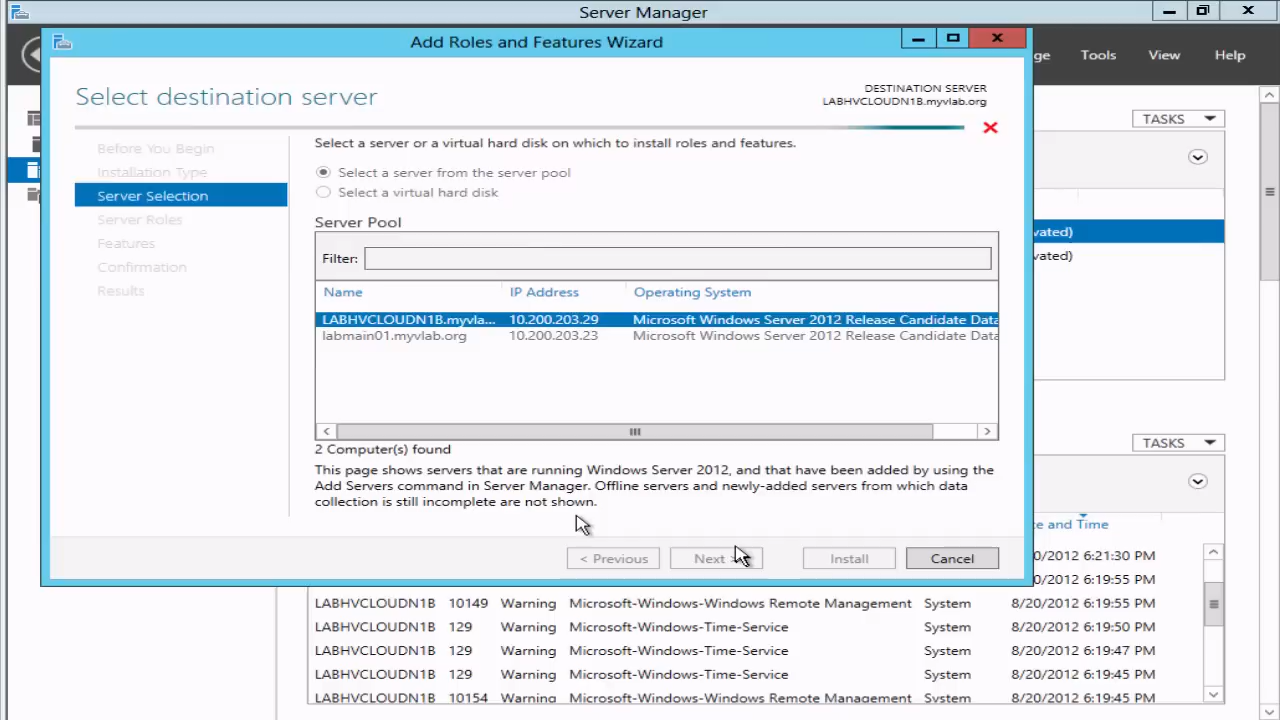 Server Manager
Add Roles and Features Wizard
Tools
View
Help
Select destination server
DESTINATION SERVER
LABHVCLOUDN1B.myvlab.org
TASKS
Before You Begin
Installation Type
Server Selection
Server Roles
Features
Confirmation
Results
Select a server or a virtual hard disk on which to install roles and features.
Select a server from the server pool
Select a virtual hard disk
Server Pool
Filter:
Name IP Address Operating System
LABHVCLOUDN1B.myvla... 10.200.203.29 Microsoft Windows Server 2012 Release Candidate Data
labmain01.myvlab.org 10.200.203.23 Microsoft Windows Server 2012 Release Candidate Data
2 Computer(s) found
This page shows servers that are running Windows Server 2012, and that have been added by using the
Add Servers command in Server Manager. Offline servers and newly-added servers from which data
collection is still incomplete are not shown.
< Previous
Next
Install
Cancel
vated)
vated)
TASKS
e and Time
0/2012 6:21:30 PM
0/2012 6:19:55 PM
LABHVCLOUDN1B 10149 Warning Microsoft-Windows-Windows Remote Management System 8/20/2012 6:19:55 PM
LABHVCLOUDN1B 129 Warning Microsoft-Windows-Time-Service System 8/20/2012 6:19:50 PM
LABHVCLOUDN1B 129 Warning Microsoft-Windows-Time-Service System 8/20/2012 6:19:47 PM
LABHVCLOUDN1B 129 Warning Microsoft-Windows-Time-Service System 8/20/2012 6:19:45 PM
LABHVCLOUDN1B 10154 Warning Microsoft-Windows-Windows Remote Management System 8/20/2012 6:19:45 PM